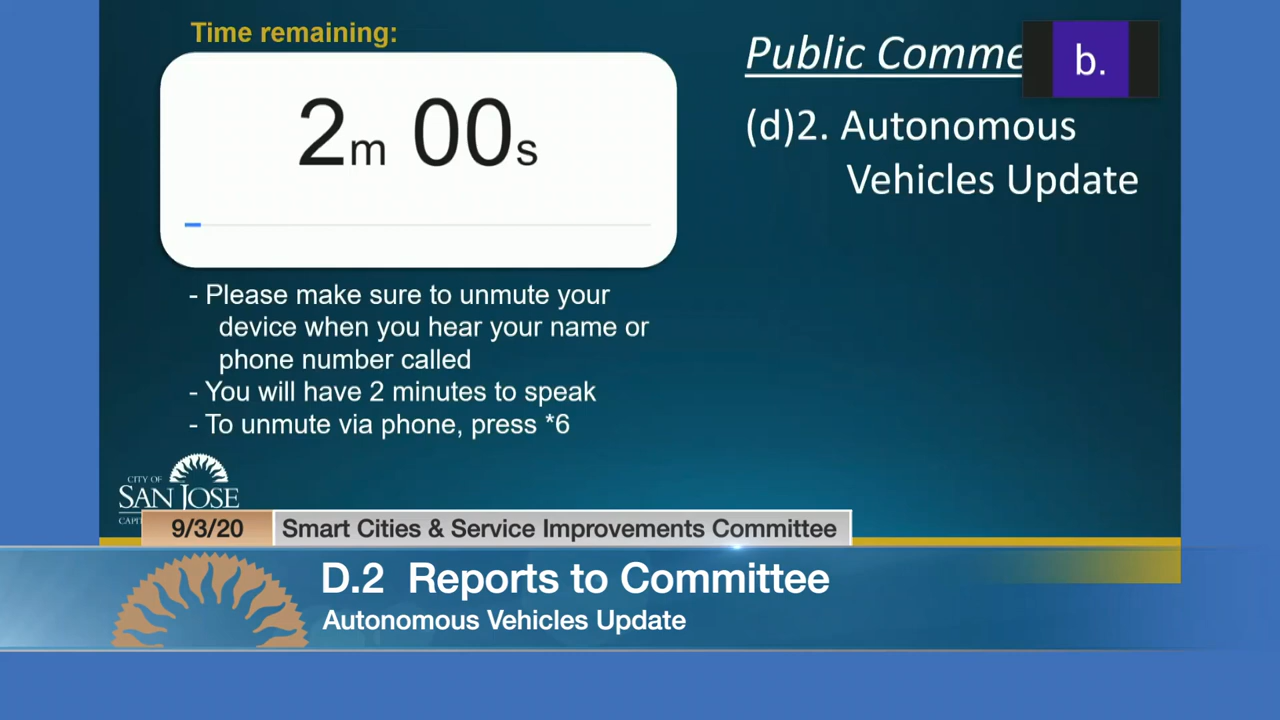 Time remaining:
2m 00s
Public Comme
b.
(d)2. Autonomous
Vehicles Update
- Please make sure to unmute your
device when you hear your name or
phone number called
- You will have 2 minutes to speak
- To unmute via phone, press *6
CITY OF
SAN JOSE
9/3/20 Smart Cities & Service Improvements Committee
D.2 Reports to Committee
Autonomous Vehicles Update